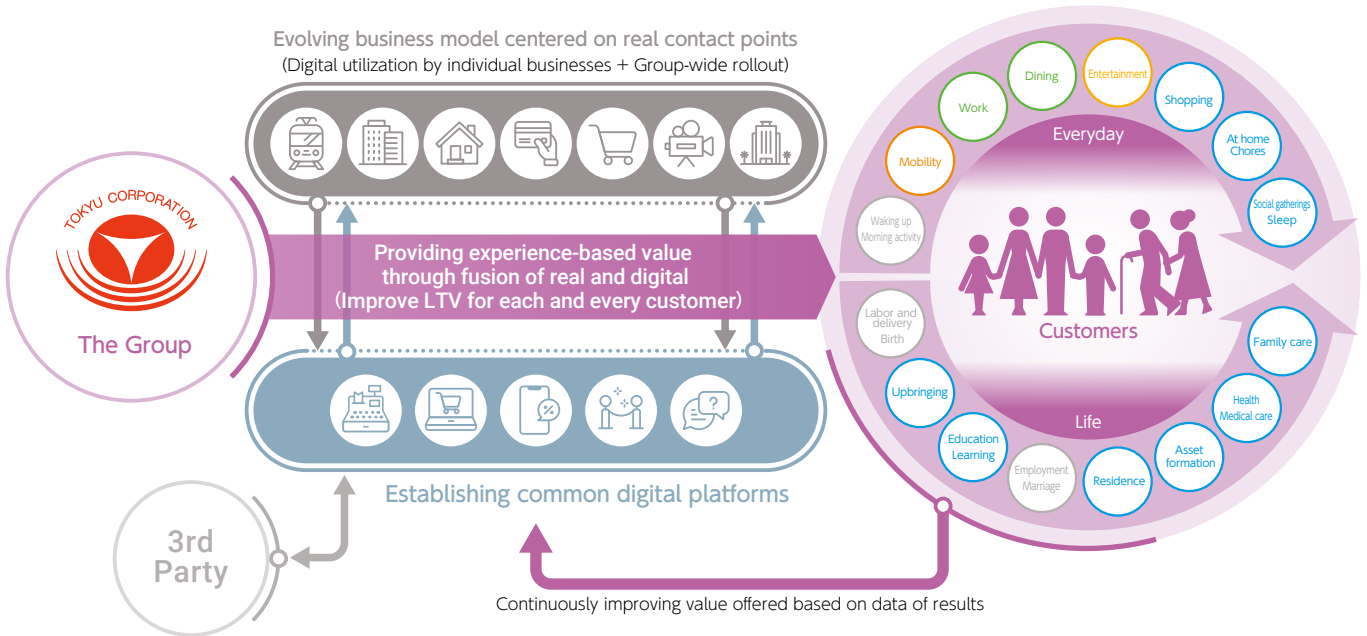 Evolving business model centered on real contact points
(Digital utilization by individual businesses + Group-wide rollout)
TOKYU CORPORATION
The Group
Providing experience-based value
through fusion of real and digital
(Improve LTV for each and every customer)
Establishing common digital platforms
3rd
Party
Continuously improving value offered based on data of results
Everyday
Waking up
Morning activity
Mobility
Work
Dining
Entertainment
Shopping
At home
Chores
Social gatherings
Sleep
Customers
Life
Labor and
delivery
Birth
Upbringing
Education
Learning
Employment
Marriage
Residence
Asset
formation
Health
Medical care
Family care
%
?